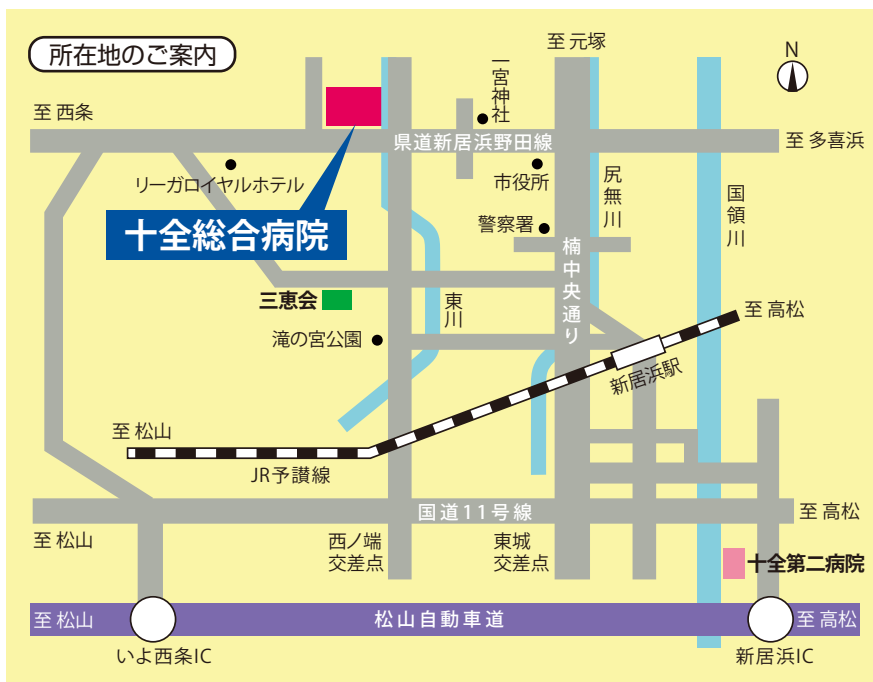 所在地のご案内
至 元塚
N
一宮神社
至 西条
県道新居浜野田線
至 多喜浜
リーガロイヤルホテル
市役所
尻無川
国領川
十全総合病院
警察署
楠中央通り
三恵会
東川
至 高松
滝の宮公園
新居浜駅
至 松山
JR予讃線
国道11号線
至 高松
至 松山
西ノ端
交差点
東城
交差点
十全第二病院
至 松山
松山自動車道
至 高松
いよ西条IC
新居浜IC